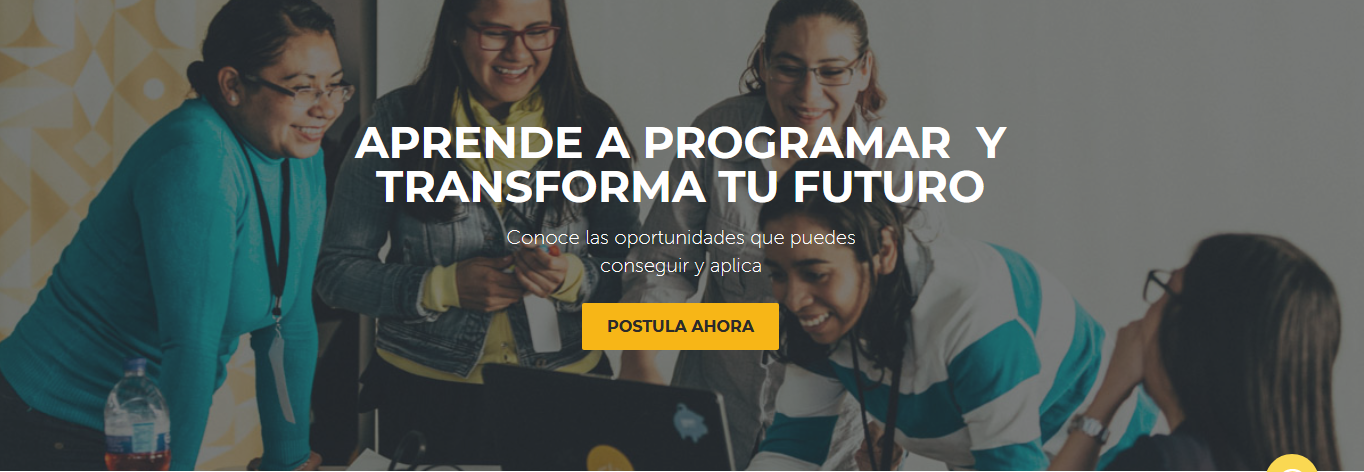 APRENDE A PROGRAMAR  Y
TRANSFORMA TU FUTURO
Conoce las oportunidades que puedes
conseguir y aplica
POSTULA AHORA